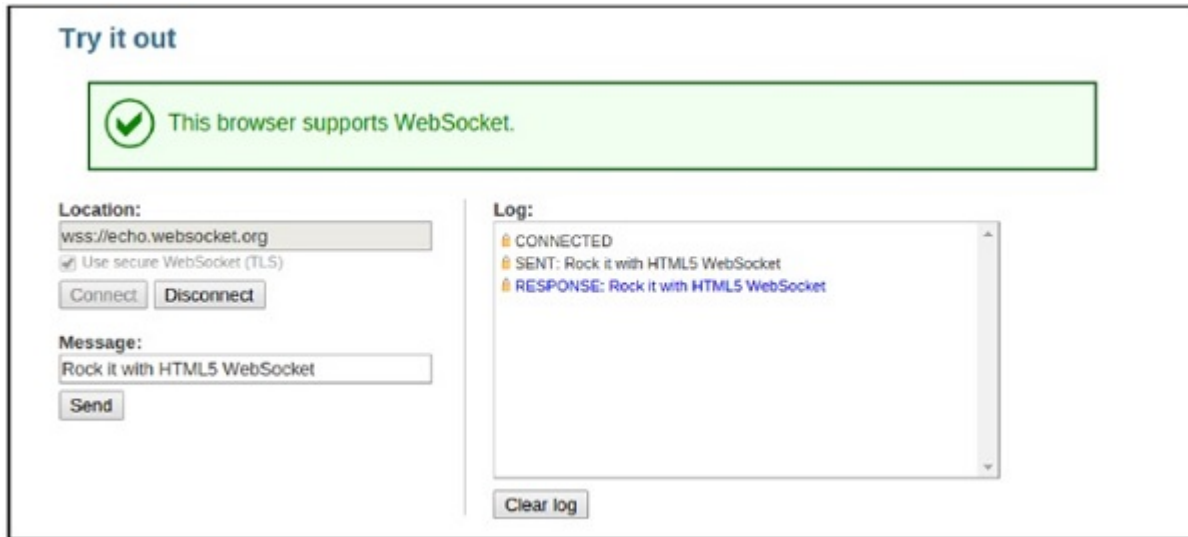 Try it out
This browser supports WebSocket.
Location:
wss://echo.websocket.org
Use secure WebSocket (TLS)
Connect Disconnect
Message:
Rock it with HTML5 WebSocket
Send
Log:
CONNECTED
SENT: Rock it with HTML5 WebSocket
RESPONSE: Rock it with HTML5 WebSocket
Clear log